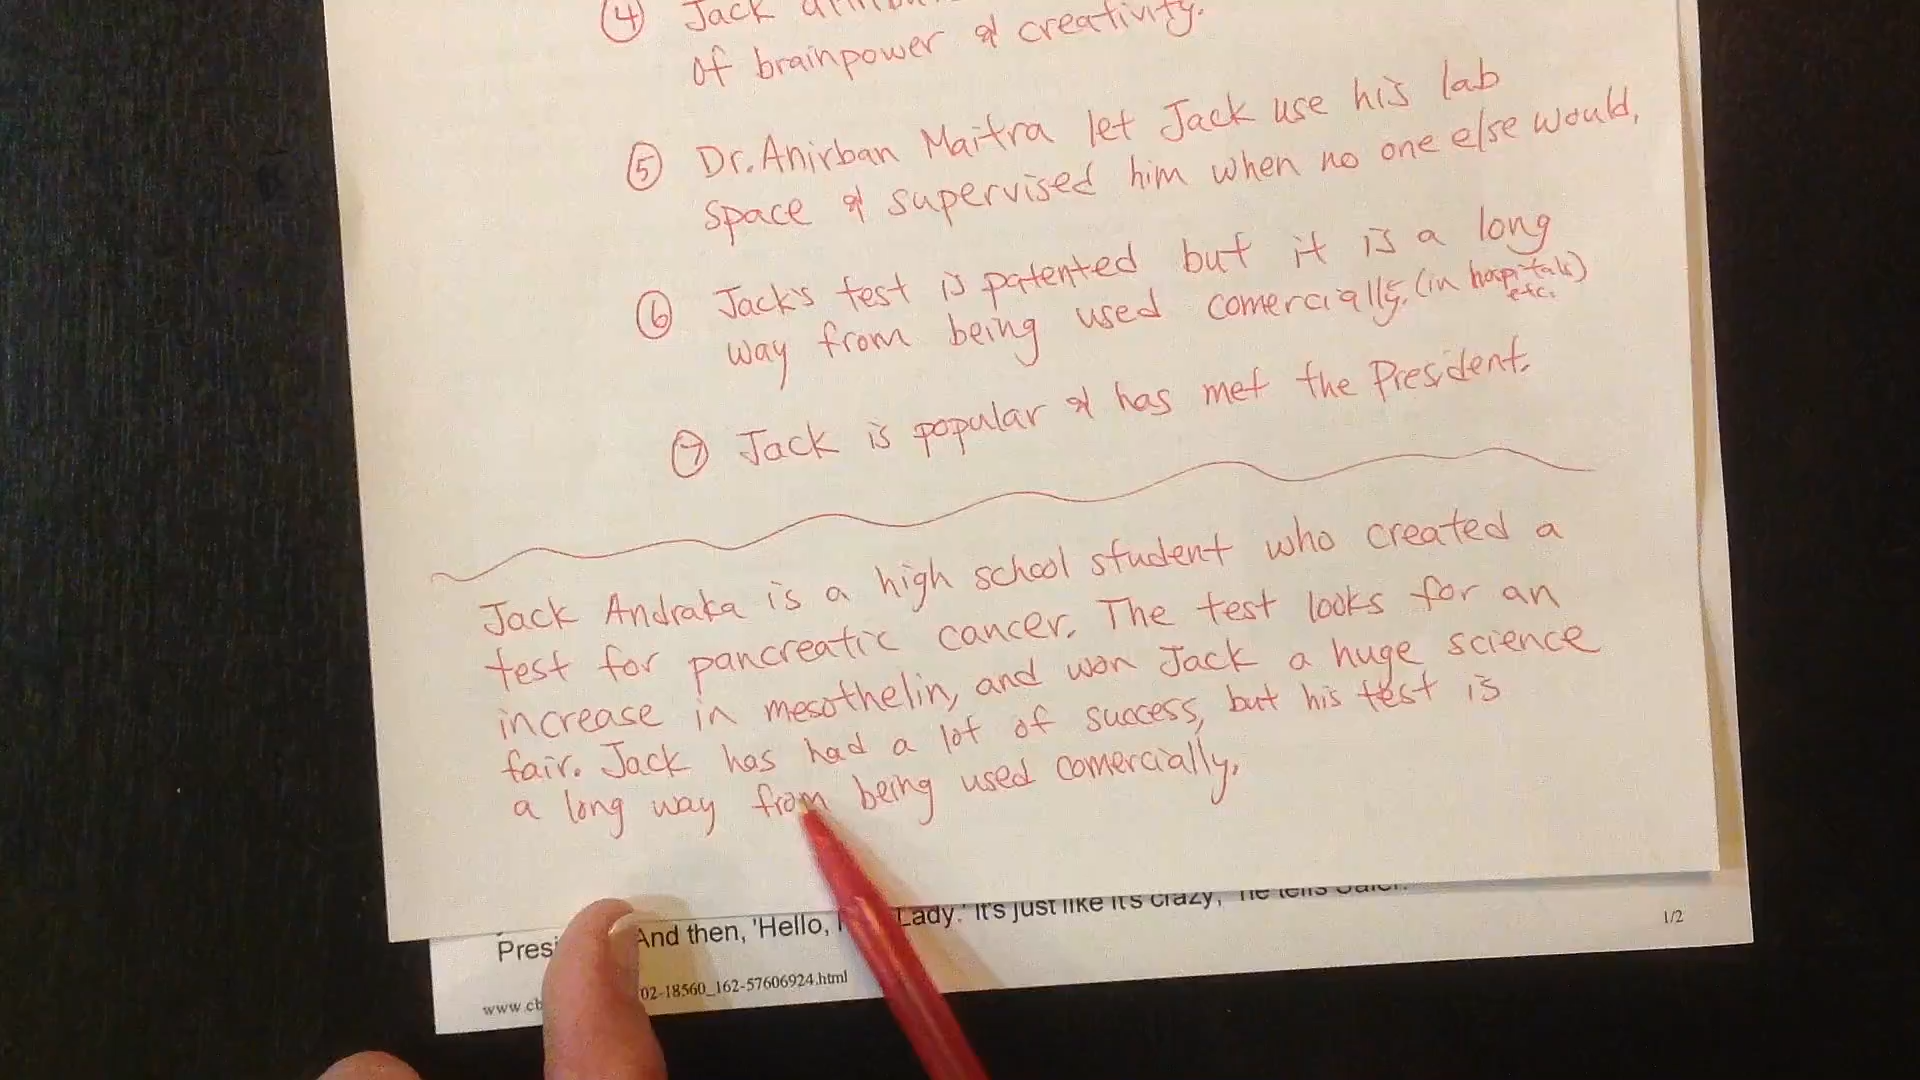 ④ Jack
of brainpower & creativity.
⑤ Dr. Anirban Maitra let Jack use his lab
space & supervised him when no one else would.
⑥ Jack's test is patented but it is a long
way from being used comercially. (in hospitals)
etc.
⑦ Jack is popular & has met the President.
Jack Andraka is a high school student who created a
test for pancreatic cancer. The test looks for an
increase in mesothelin, and won Jack a huge science
fair. Jack has had a lot of success, but his test is
a long way from being used comercially.
And then, 'Hello, Lady.' It's just like it's crazy," he tells
1/2
02-18560_162-57606924.html